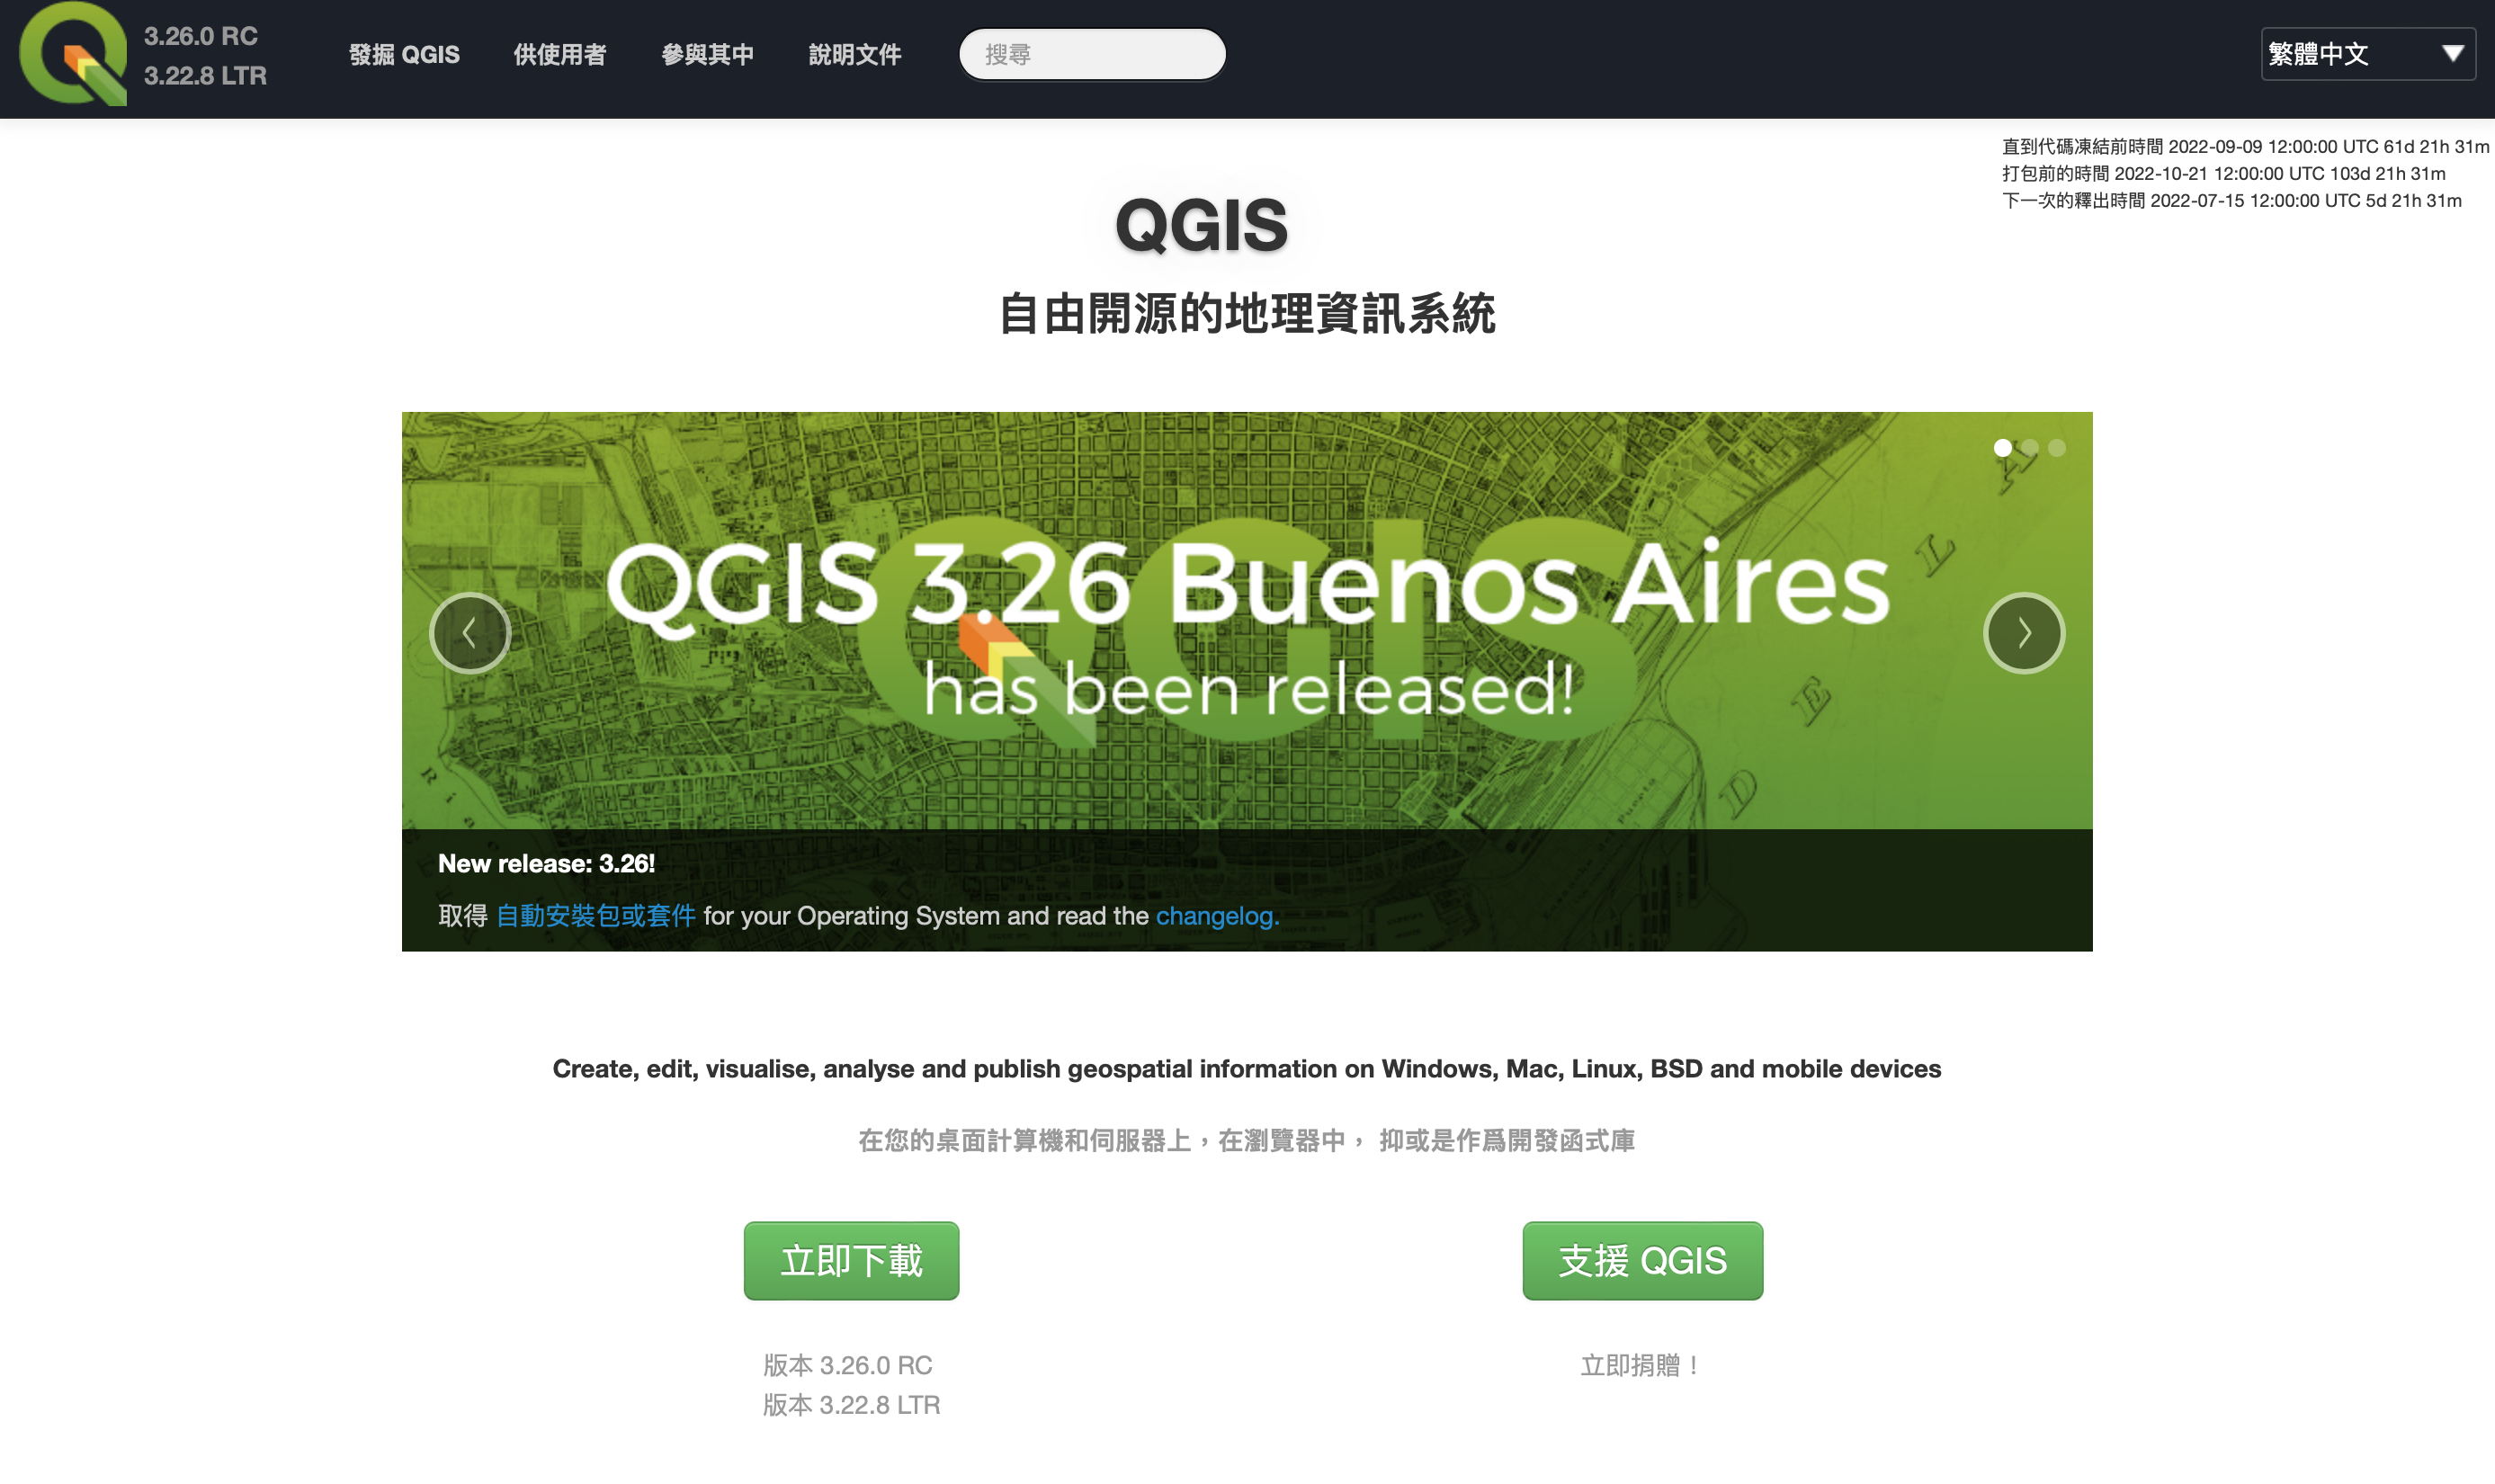 3.26.0 RC
3.22.8 LTR
發掘 QGIS 供使用者 參與其中 說明文件 搜尋 繁體中文
直到代碼凍結前時間 2022-09-09 12:00:00 UTC 61d 21h 31m
打包前的時間 2022-10-21 12:00:00 UTC 103d 21h 31m
下一次的釋出時間 2022-07-15 12:00:00 UTC 5d 21h 31m
QGIS
自由開源的地理資訊系統
QGIS
QGIS 3.26 Buenos Aires
has been released!
A
L
E
D
R i
Puerto
New release: 3.26!
取得 自動安裝包或套件 for your Operating System and read the changelog.
Create, edit, visualise, analyse and publish geospatial information on Windows, Mac, Linux, BSD and mobile devices
在您的桌面計算機和伺服器上，在瀏覽器中， 抑或是作爲開發函式庫
立即下載 支援 QGIS
版本 3.26.0 RC 立即捐贈！
版本 3.22.8 LTR